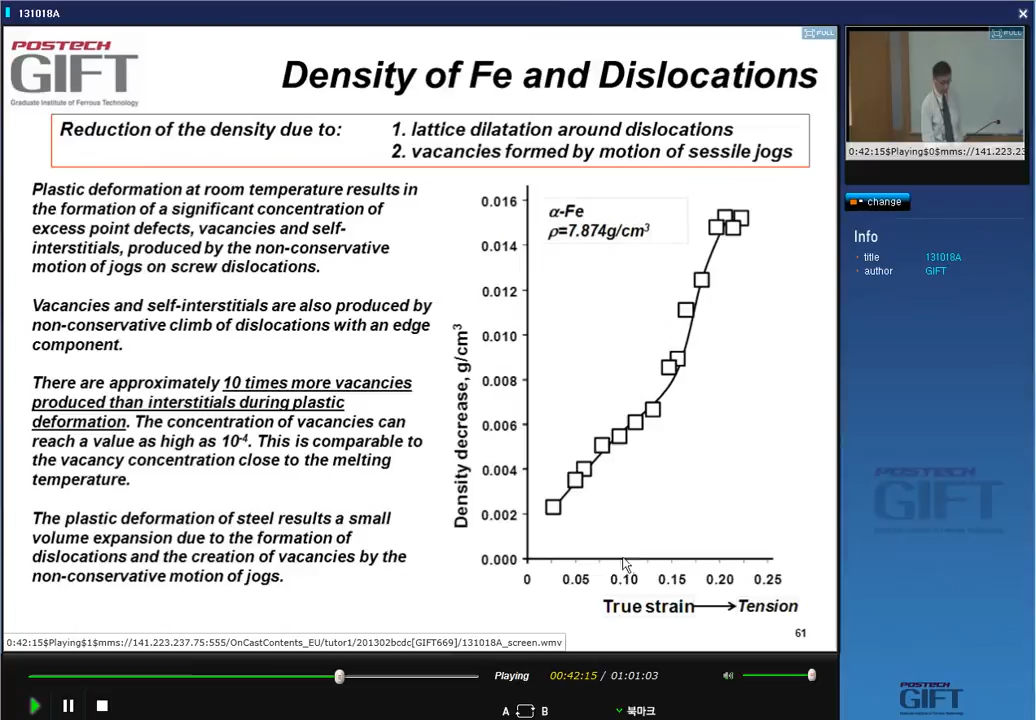 131018A
POSTECH
GIFT
Graduate Institute of Ferrous Technology
FULL
Density of Fe and Dislocations
Reduction of the density due to: 1. lattice dilatation around dislocations
2. vacancies formed by motion of sessile jogs
Plastic deformation at room temperature results in
the formation of a significant concentration of
excess point defects, vacancies and self-
interstitials, produced by the non-conservative
motion of jogs on screw dislocations.
Vacancies and self-interstitials are also produced by
non-conservative climb of dislocations with an edge
component.
There are approximately 10 times more vacancies
produced than interstitials during plastic
deformation. The concentration of vacancies can
reach a value as high as 10-4. This is comparable to
the vacancy concentration close to the melting
temperature.
The plastic deformation of steel results a small
volume expansion due to the formation of
dislocations and the creation of vacancies by the
non-conservative motion of jogs.
α-Fe
ρ=7.874g/cm3
Density decrease, g/cm3
0.016
0.014
0.012
0.010
0.008
0.006
0.004
0.002
0.000
0 0.05 0.10 0.15 0.20 0.25
True strain Tension
61
0:42:15$Playing$1$mms://141.223.237.75:555/OnCastContents_EU/tutor1/201302bcdc[GIFT669]/131018A_screen.wmv
Playing 00:42:15 / 01:01:03
A B 북마크
FULL
0:42:15$Playing$0$mms://141.223.23
change
Info
title 131018A
author GIFT
POSTECH
GIFT
POSTECH
GIFT